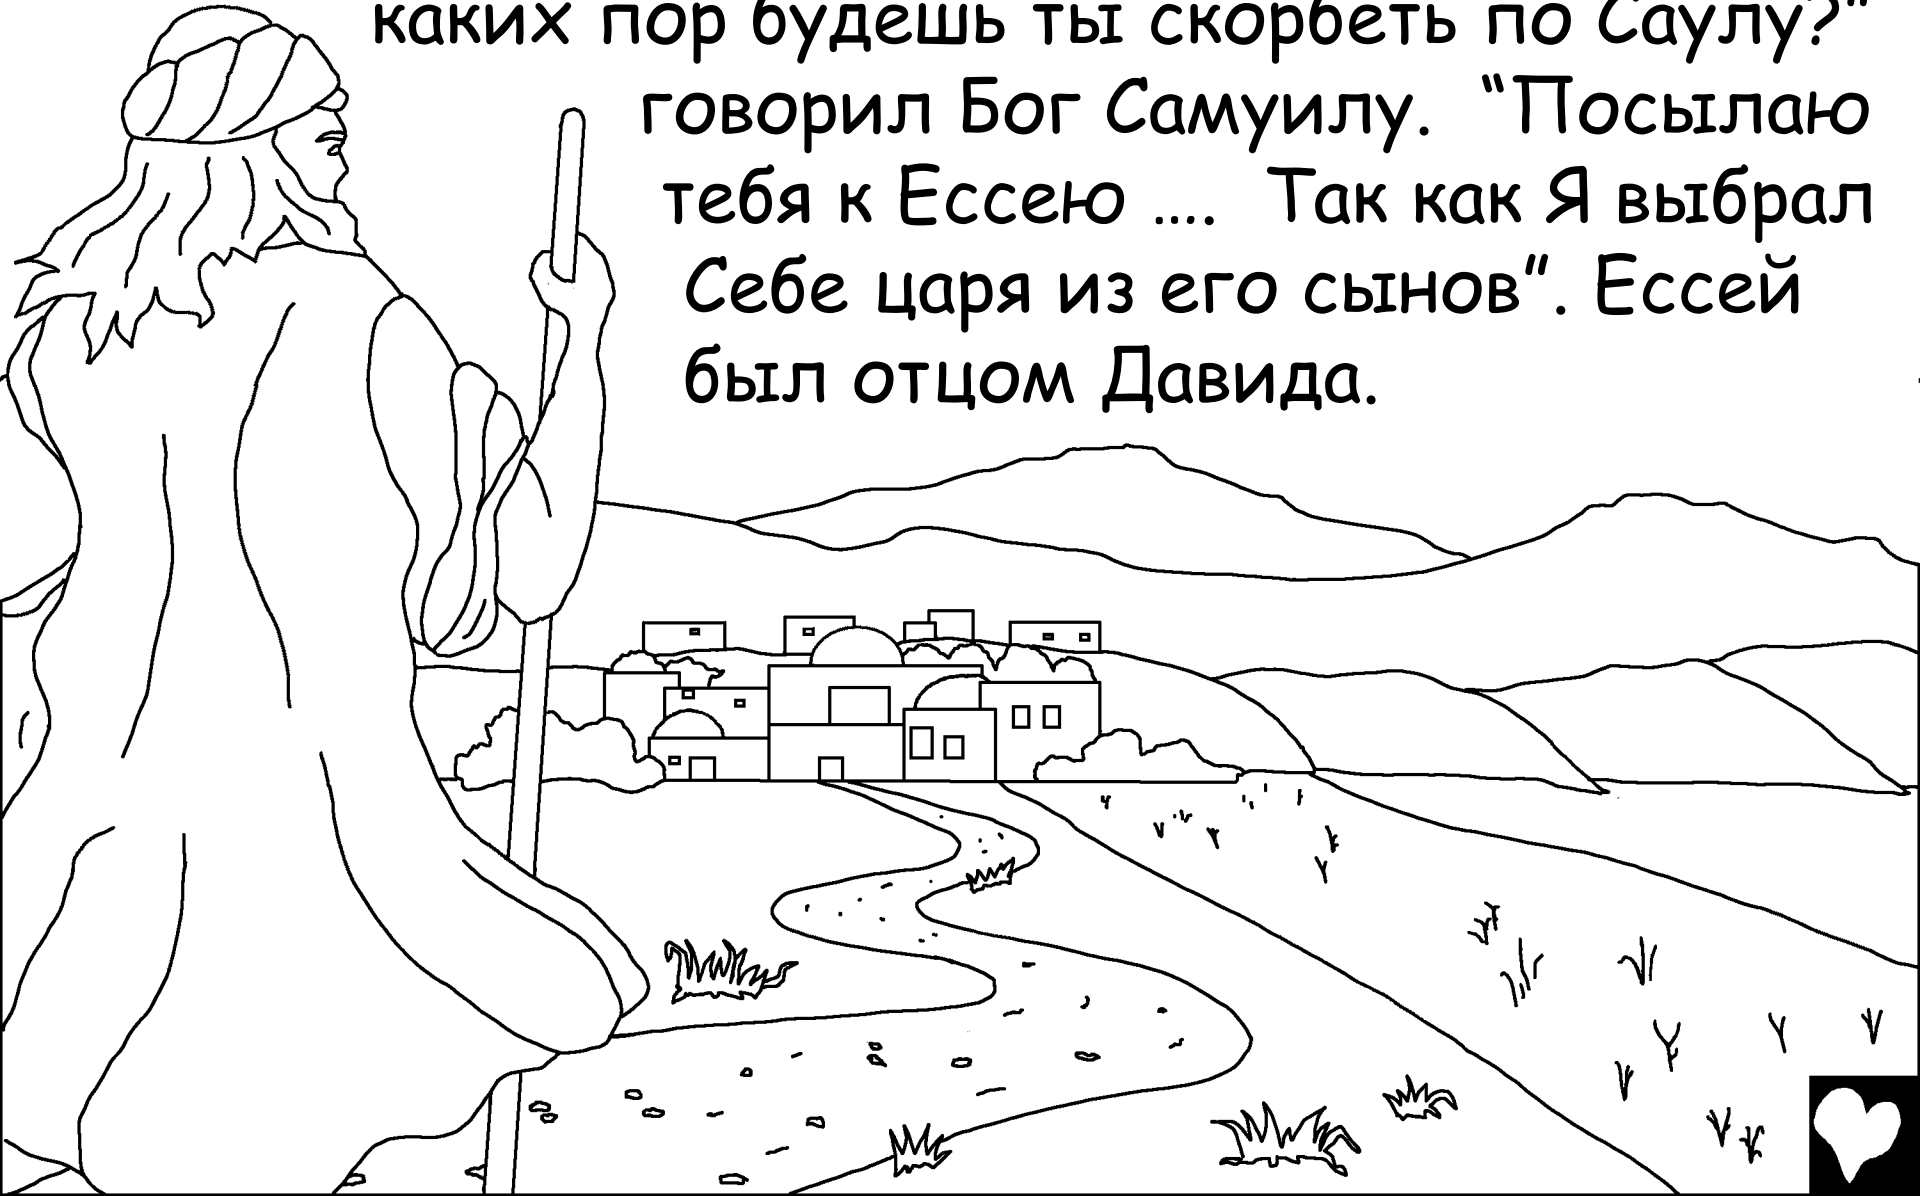 каких пор будешь ты скорбеть по Саулу?"
говорил Бог Самуилу. "Посылаю
тебя к Ессею .... Так как Я выбрал
Себе царя из его сынов". Ессей
был отцом Давида.